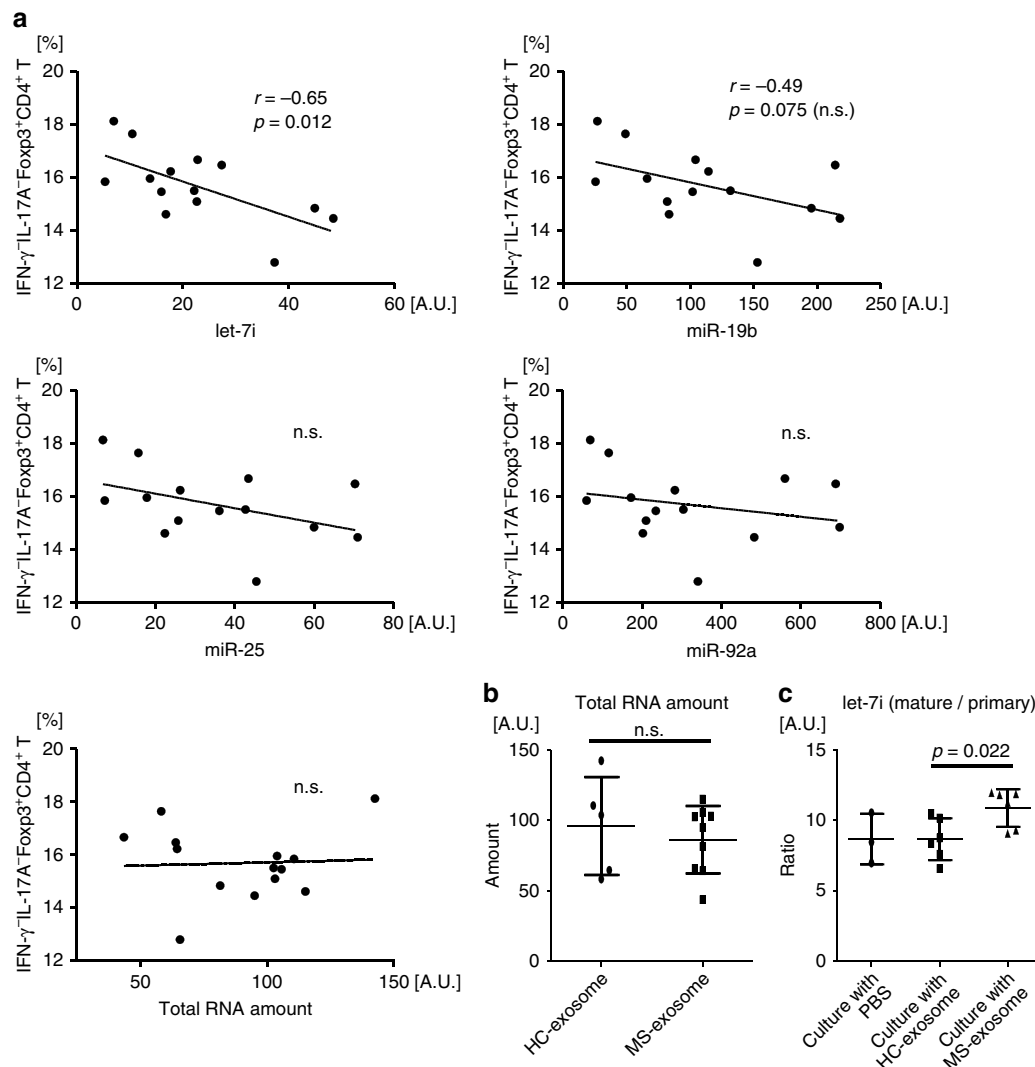 a
[%]
IFN-γ⁻IL-17A⁻Foxp3⁺CD4⁺ T
20
18
16
14
12
r = –0.65
p = 0.012
0 20 40 60 [A.U.]
let-7i
[%]
IFN-γ⁻IL-17A⁻Foxp3⁺CD4⁺ T
20
18
16
14
12
r = –0.49
p = 0.075 (n.s.)
0 50 100 150 200 250 [A.U.]
miR-19b
[%]
IFN-γ⁻IL-17A⁻Foxp3⁺CD4⁺ T
20
18
16
14
12
n.s.
0 20 40 60 80 [A.U.]
miR-25
[%]
IFN-γ⁻IL-17A⁻Foxp3⁺CD4⁺ T
20
18
16
14
12
n.s.
0 200 400 600 800 [A.U.]
miR-92a
[%]
IFN-γ⁻IL-17A⁻Foxp3⁺CD4⁺ T
20
18
16
14
12
n.s.
50 100 150 [A.U.]
Total RNA amount
b
Total RNA amount
[A.U.]
n.s.
Amount
150
100
50
0
HC-exosome
MS-exosome
c
let-7i (mature / primary)
[A.U.]
p = 0.022
Ratio
15
10
5
0
Culture with
PBS
Culture with
HC-exosome
Culture with
MS-exosome